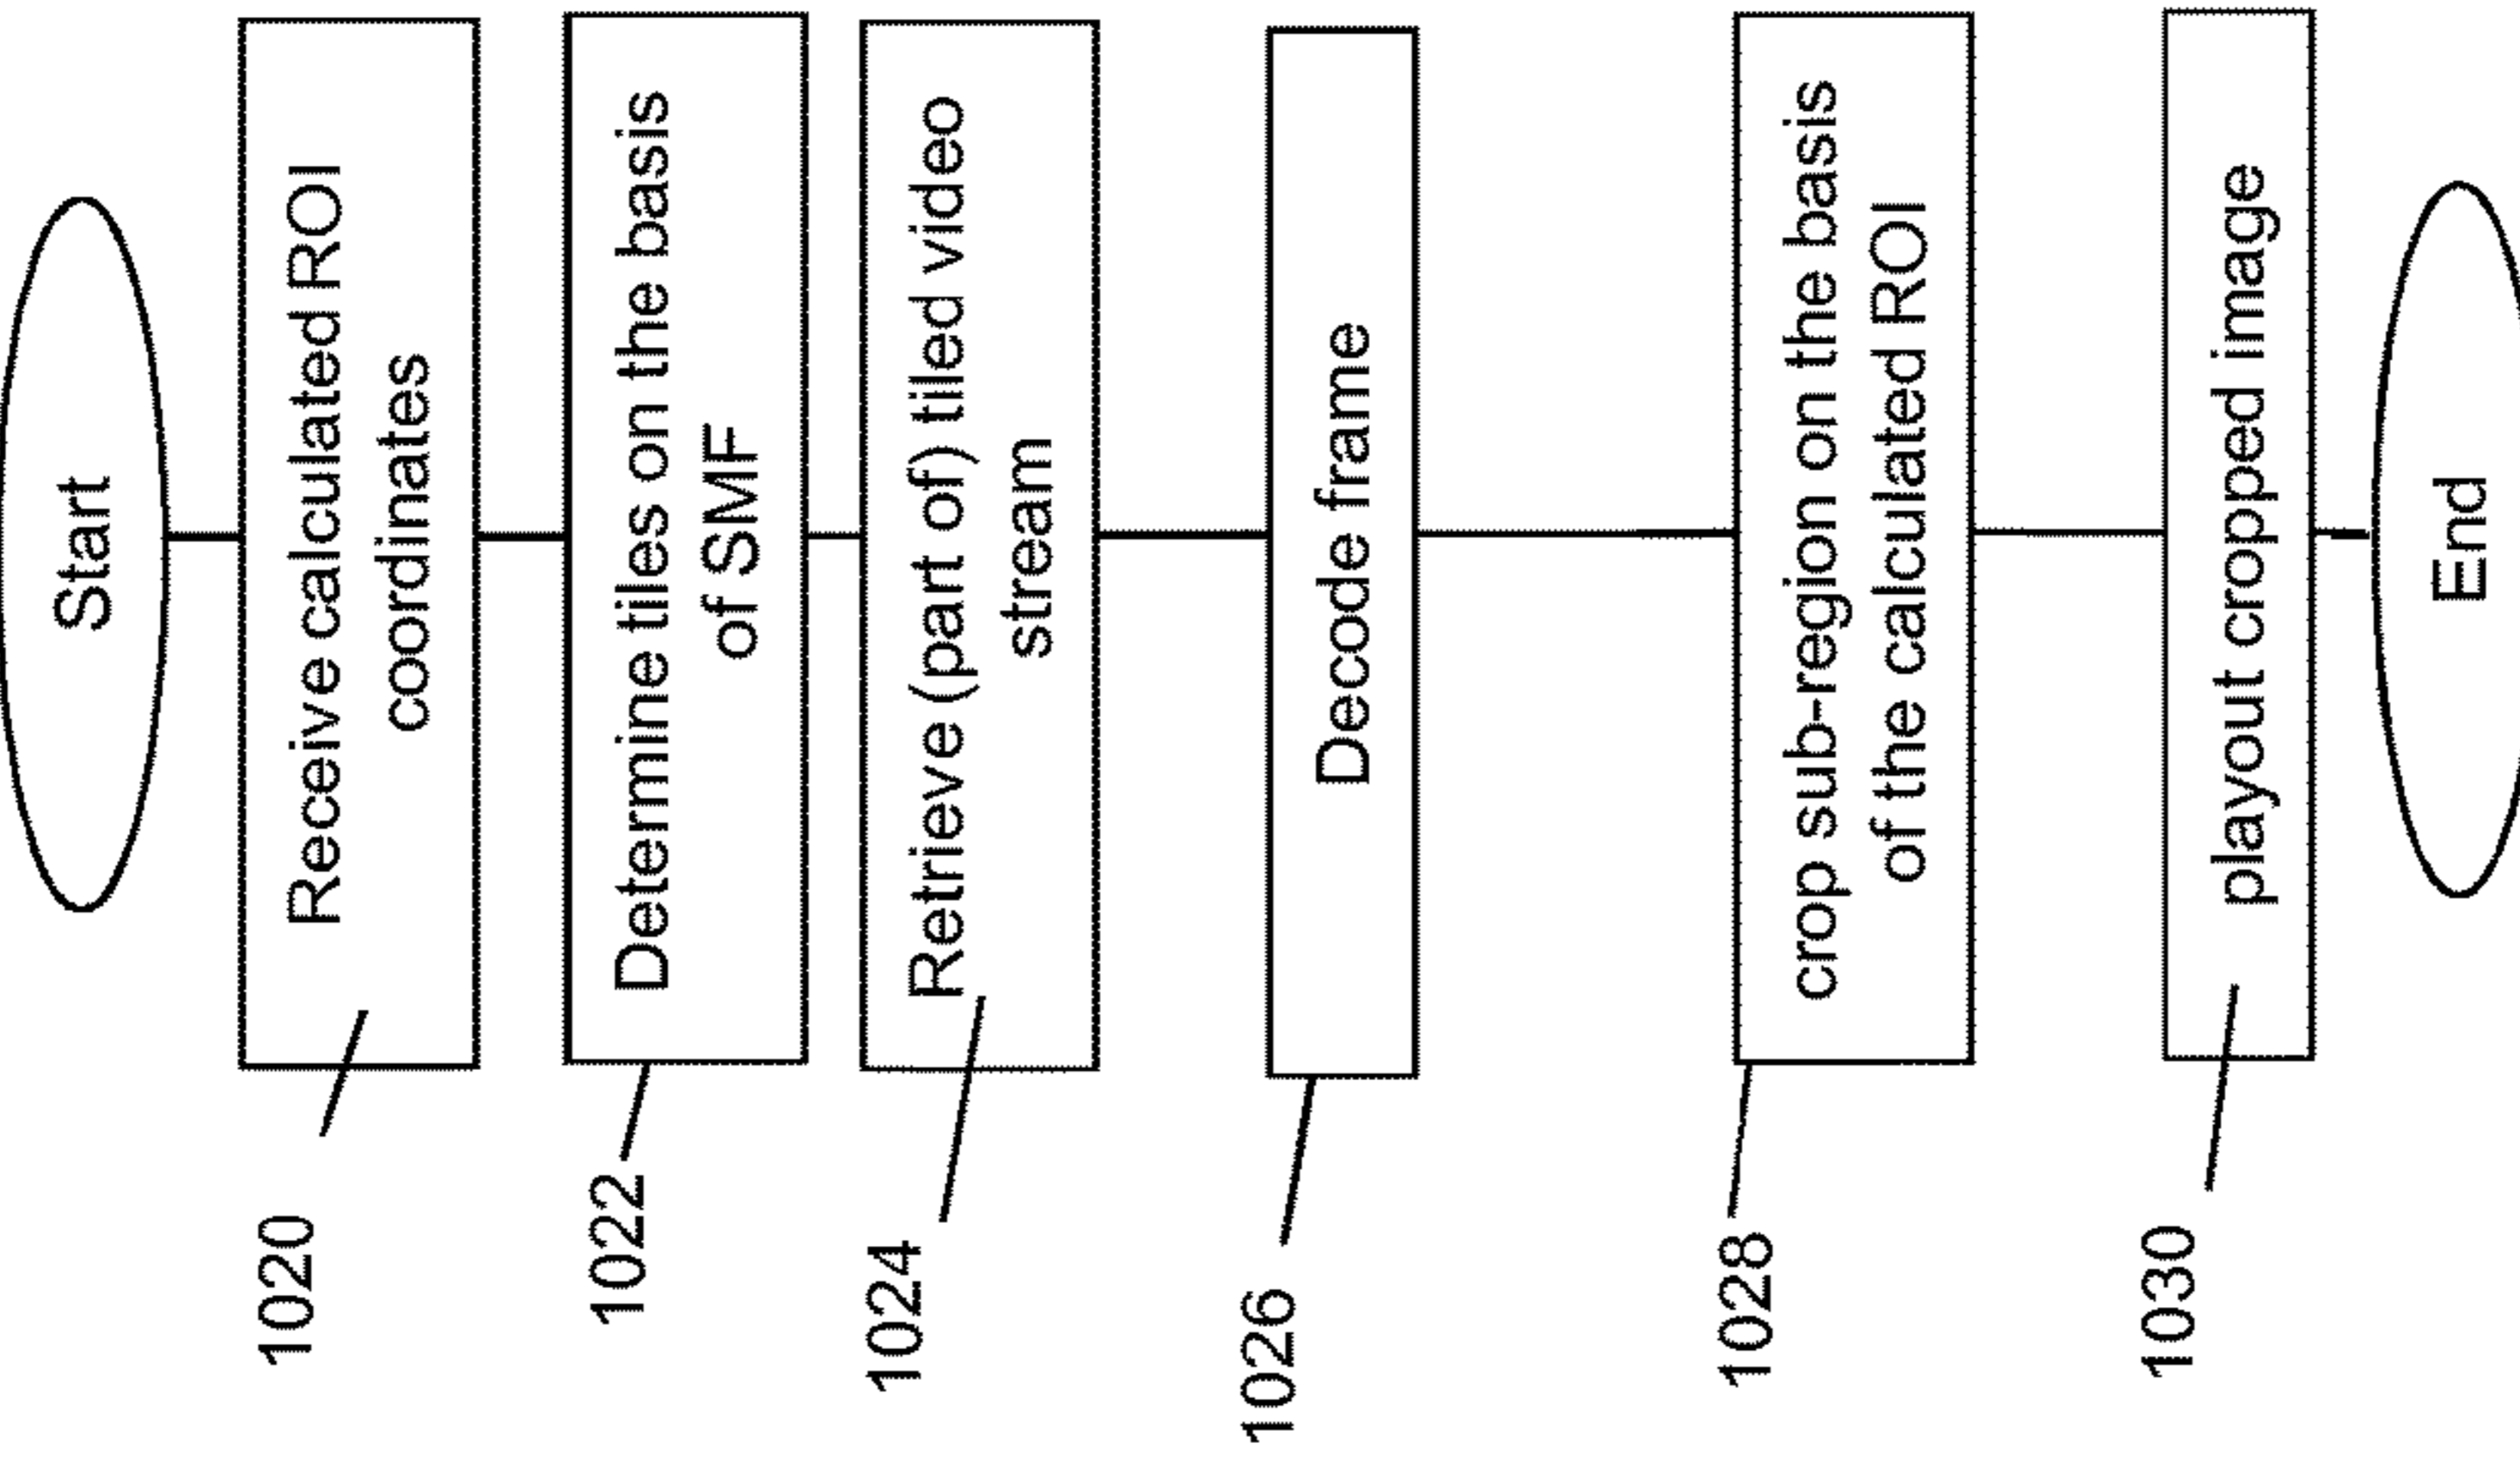 Start
1020
Receive calculated ROI
coordinates
1022
Determine tiles on the basis
of SMF
1024
Retrieve (part of) tiled video
stream
1026
Decode frame
1028
crop sub-region on the basis
of the calculated ROI
1030
playout cropped image
End